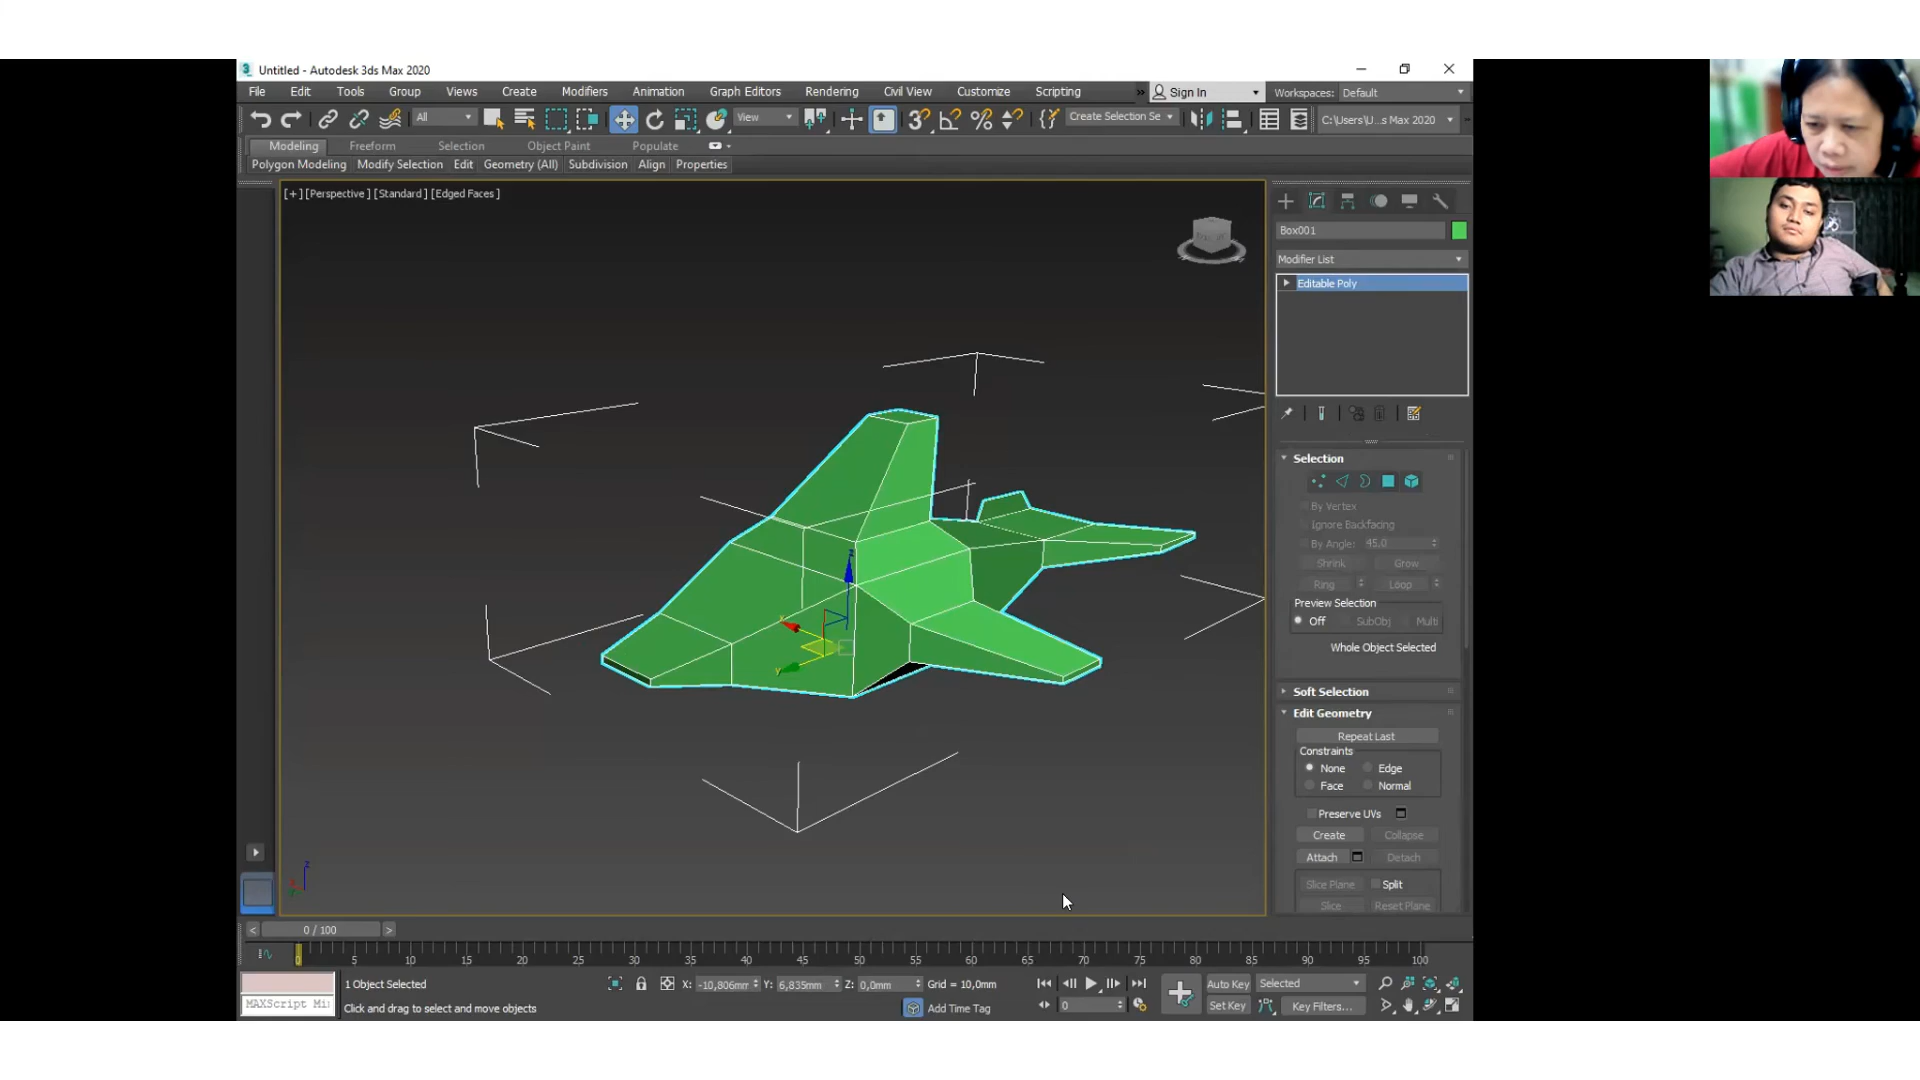 Untitled - Autodesk 3ds Max 2020
File Edit Tools Group Views Create Modifiers Animation Graph Editors Rendering Civil View Customize Scripting » Sign In Workspaces: Default
All View Create Selection Se C:\Users\U...s Max 2020
Modeling Freeform Selection Object Paint Populate
Polygon Modeling Modify Selection Edit Geometry (All) Subdivision Align Properties
[+] [Perspective ] [Standard ] [Edged Faces ]
Box001
Modifier List
Editable Poly
Selection
By Vertex
Ignore Backfacing
By Angle: 45,0
Shrink Grow
Ring Loop
Preview Selection
Off SubObj Multi
Whole Object Selected
Soft Selection
Edit Geometry
Repeat Last
Constraints
None Edge
Face Normal
Preserve UVs
Create Collapse
Attach Detach
Slice Plane Split
Slice Reset Plane
z
x
y
z
< 0 / 100 >
0 5 10 15 20 25 30 35 40 45 50 55 60 65 70 75 80 85 90 95 100
1 Object Selected X: -10,806mm Y: 6,835mm Z: 0,0mm Grid = 10,0mm Auto Key Selected
MAXScript Mi: Click and drag to select and move objects Add Time Tag 0 Set Key Key Filters...